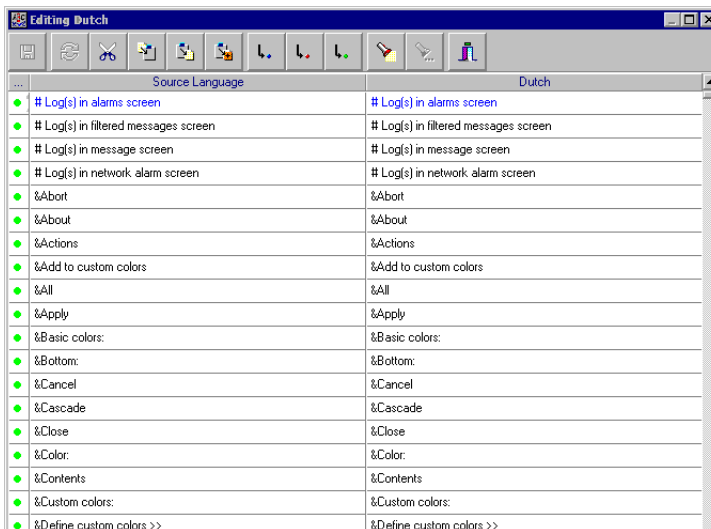 Editing Dutch
... Source Language Dutch
# Log(s) in alarms screen # Log(s) in alarms screen
# Log(s) in filtered messages screen # Log(s) in filtered messages screen
# Log(s) in message screen # Log(s) in message screen
# Log(s) in network alarm screen # Log(s) in network alarm screen
&Abort &Abort
&About &About
&Actions &Actions
&Add to custom colors &Add to custom colors
&All &All
&Apply &Apply
&Basic colors: &Basic colors:
&Bottom: &Bottom:
&Cancel &Cancel
&Cascade &Cascade
&Close &Close
&Color: &Color:
&Contents &Contents
&Custom colors: &Custom colors:
&Define custom colors >> &Define custom colors >>